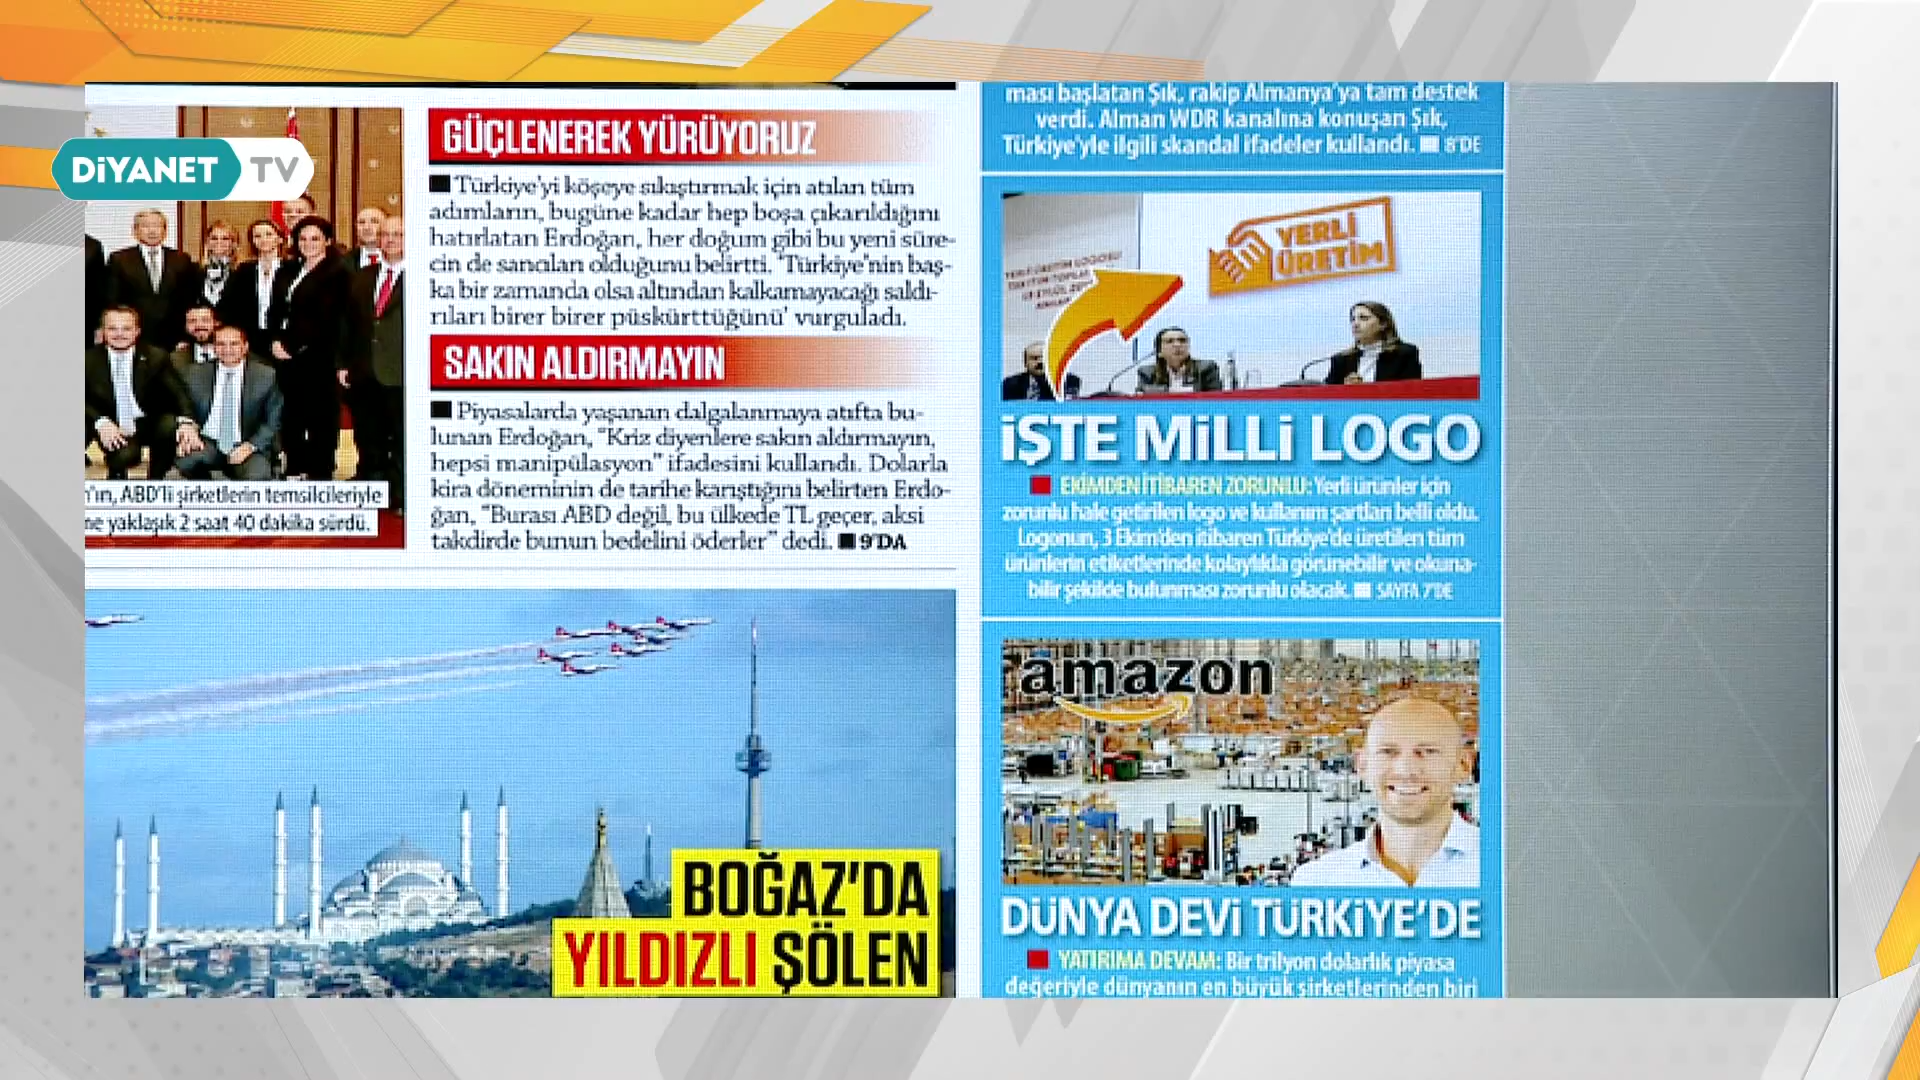 DİYANET TV
GÜÇLENEREK YÜRÜYORUZ
Türkiye'yi köşeye sıkıştırmak için atılan tüm
adımların, bugüne kadar hep boşa çıkarıldığını
hatırlatan Erdoğan, her doğum gibi bu yeni süre-
cin de sancıları olduğunu belirtti. 'Türkiye'nin baş-
ka bir zamanda olsa altından kalkamayacağı saldı-
rıları birer birer püskürttüğünü' vurguladı.
SAKIN ALDIRMAYIN
Piyasalarda yaşanan dalgalanmaya atıfta bu-
lunan Erdoğan, "Kriz diyenlere sakın aldırmayın,
hepsi manipülasyon" ifadesini kullandı. Dolarla
kira döneminin de tarihe karıştığını belirten Erdo-
ğan, "Burası ABD değil, bu ülkede TL geçer, aksi
takdirde bunun bedelini öderler" dedi. 9'DA
'ın, ABD'li şirketlerin temsilcileriyle
ne yaklaşık 2 saat 40 dakika sürdü.
BOĞAZ'DA
YILDIZLI ŞÖLEN
ması başlatan Şık, rakip Almanya'ya tam destek
verdi. Alman WDR kanalına konuşan Şık,
Türkiye'yle ilgili skandal ifadeler kullandı. 8'DE
YERLİ
ÜRETİM
İŞTE MİLLİ LOGO
EKİMDEN İTİBAREN ZORUNLU: Yerli ürünler için
zorunlu hale getirilen logo ve kullanım şartları belli oldu.
Logonun, 3 Ekim'den itibaren Türkiye'de üretilen tüm
ürünlerin etiketlerinde kolaylıkla görünebilir ve okuna-
bilir şekilde bulunması zorunlu olacak. SAYFA 7'DE
amazon
DÜNYA DEVİ TÜRKİYE'DE
YATIRIMA DEVAM: Bir trilyon dolarlık piyasa
değeriyle dünyanın en büyük şirketlerinden biri